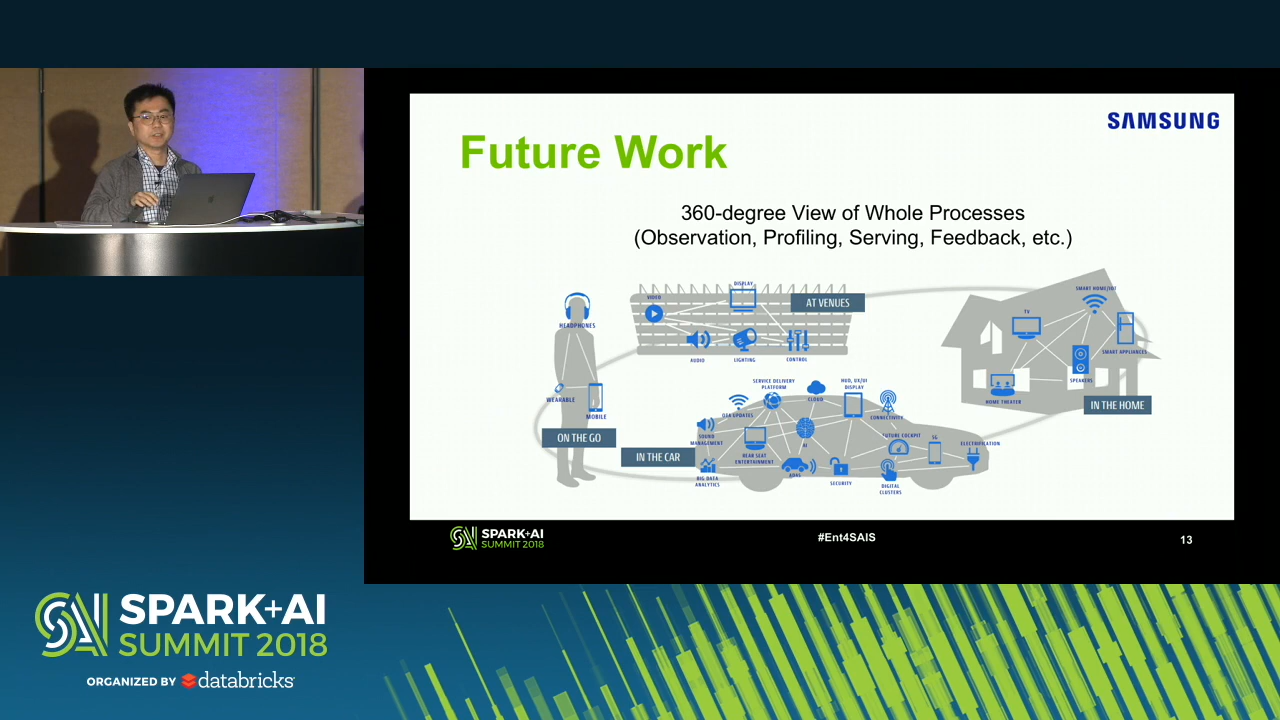 SAMSUNG
Future Work
360-degree View of Whole Processes
(Observation, Profiling, Serving, Feedback, etc.)
HEADPHONES
WEARABLE
MOBILE
ON THE GO
VIDEO
DISPLAY
AT VENUES
AUDIO
LIGHTING
CONTROL
SMART HOME/IOT
TV
SMART APPLIANCES
SPEAKERS
HOME THEATER
IN THE HOME
IN THE CAR
SERVICE DELIVERY
PLATFORM
CLOUD
HUD, UX/UI
DISPLAY
OTA UPDATES
CONNECTIVITY
SOUND
MANAGEMENT
REAR SEAT
ENTERTAINMENT
AI
FUTURE COCKPIT
5G
ELECTRIFICATION
BIG DATA
ANALYTICS
ADAS
SECURITY
DIGITAL
CLUSTERS
SPARK+AI
SUMMIT 2018
#Ent4SAIS
13
SPARK+AI
SUMMIT 2018
ORGANIZED BY databricks